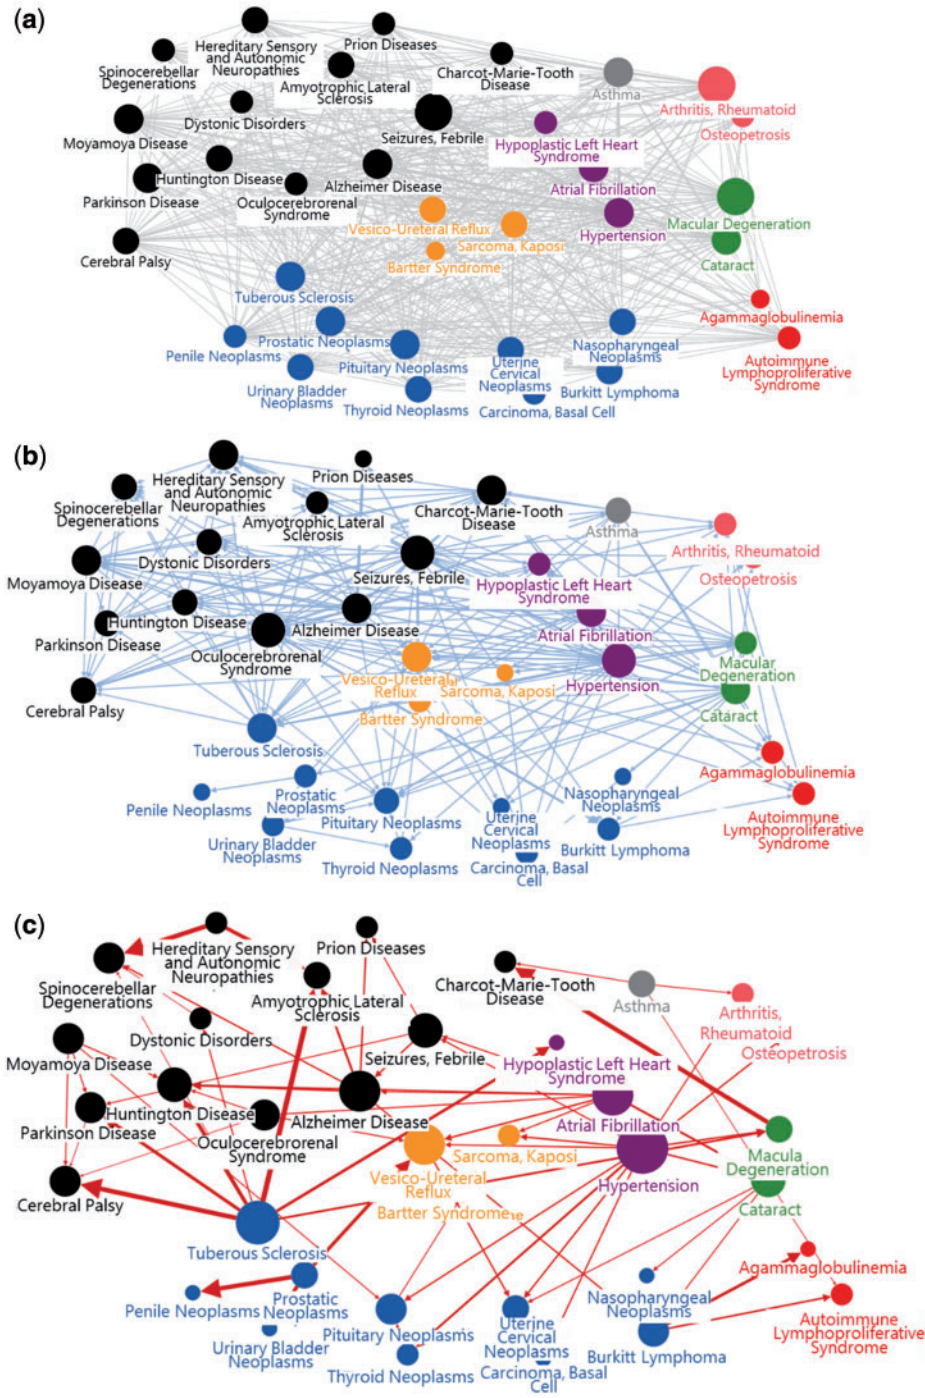 (a)
Hereditary Sensory
and Autonomic
Neuropathies
Prion Diseases
Spinocerebellar
Degenerations
Amyotrophic Lateral
Sclerosis
Charcot-Marie-Tooth
Disease
Asthma
Arthritis, Rheumatoid
Osteopetrosis
Moyamoya Disease
Dystonic Disorders
Seizures, Febrile
Hypoplastic Left Heart
Syndrome
Huntington Disease
Parkinson Disease
Oculocerebrorenal
Syndrome
Alzheimer Disease
Atrial Fibrillation
Macular Degeneration
Vesico-Ureteral Reflux
Sarcoma, Kaposi
Hypertension
Cerebral Palsy
Bartter Syndrome
Cataract
Tuberous Sclerosis
Agammaglobulinemia
Penile Neoplasms
Prostatic Neoplasms
Pituitary Neoplasms
Uterine
Cervical
Neoplasms
Nasopharyngeal
Neoplasms
Autoimmune
Lymphoproliferative
Syndrome
Urinary Bladder
Neoplasms
Thyroid Neoplasms
Carcinoma, Basal Cell
Burkitt Lymphoma
(b)
Hereditary Sensory
and Autonomic
Neuropathies
Prion Diseases
Spinocerebellar
Degenerations
Amyotrophic Lateral
Sclerosis
Charcot-Marie-Tooth
Disease
Asthma
Arthritis, Rheumatoid
Osteopetrosis
Moyamoya Disease
Dystonic Disorders
Seizures, Febrile
Hypoplastic Left Heart
Syndrome
Huntington Disease
Parkinson Disease
Oculocerebrorenal
Syndrome
Alzheimer Disease
Atrial Fibrillation
Macular
Degeneration
Vesico-Ureteral
Reflux
Sarcoma, Kaposi
Hypertension
Cerebral Palsy
Bartter Syndrome
Cataract
Tuberous Sclerosis
Agammaglobulinemia
Penile Neoplasms
Prostatic
Neoplasms
Pituitary Neoplasms
Uterine
Cervical
Neoplasms
Nasopharyngeal
Neoplasms
Autoimmune
Lymphoproliferative
Syndrome
Urinary Bladder
Neoplasms
Thyroid Neoplasms
Carcinoma, Basal
Cell
Burkitt Lymphoma
(c)
Hereditary Sensory
and Autonomic
Neuropathies
Prion Diseases
Spinocerebellar
Degenerations
Amyotrophic Lateral
Sclerosis
Charcot-Marie-Tooth
Disease
Asthma
Arthritis,
Rheumatoid
Osteopetrosis
Moyamoya Disease
Dystonic Disorders
Seizures, Febrile
Hypoplastic Left Heart
Syndrome
Huntington Disease
Parkinson Disease
Oculocerebrorenal
Syndrome
Alzheimer Disease
Atrial Fibrillation
Macula
Degeneration
Vesico-Ureteral
Reflux
Sarcoma, Kaposi
Hypertension
Cerebral Palsy
Bartter Syndrome
Cataract
Tuberous Sclerosis
Agammaglobulinemia
Penile Neoplasms
Prostatic
Neoplasms
Pituitary Neoplasms
Uterine
Cervical
Neoplasms
Nasopharyngeal
Neoplasms
Autoimmune
Lymphoproliferative
Syndrome
Urinary Bladder
Neoplasms
Thyroid Neoplasms
Carcinoma, Basal
Cell
Burkitt Lymphoma